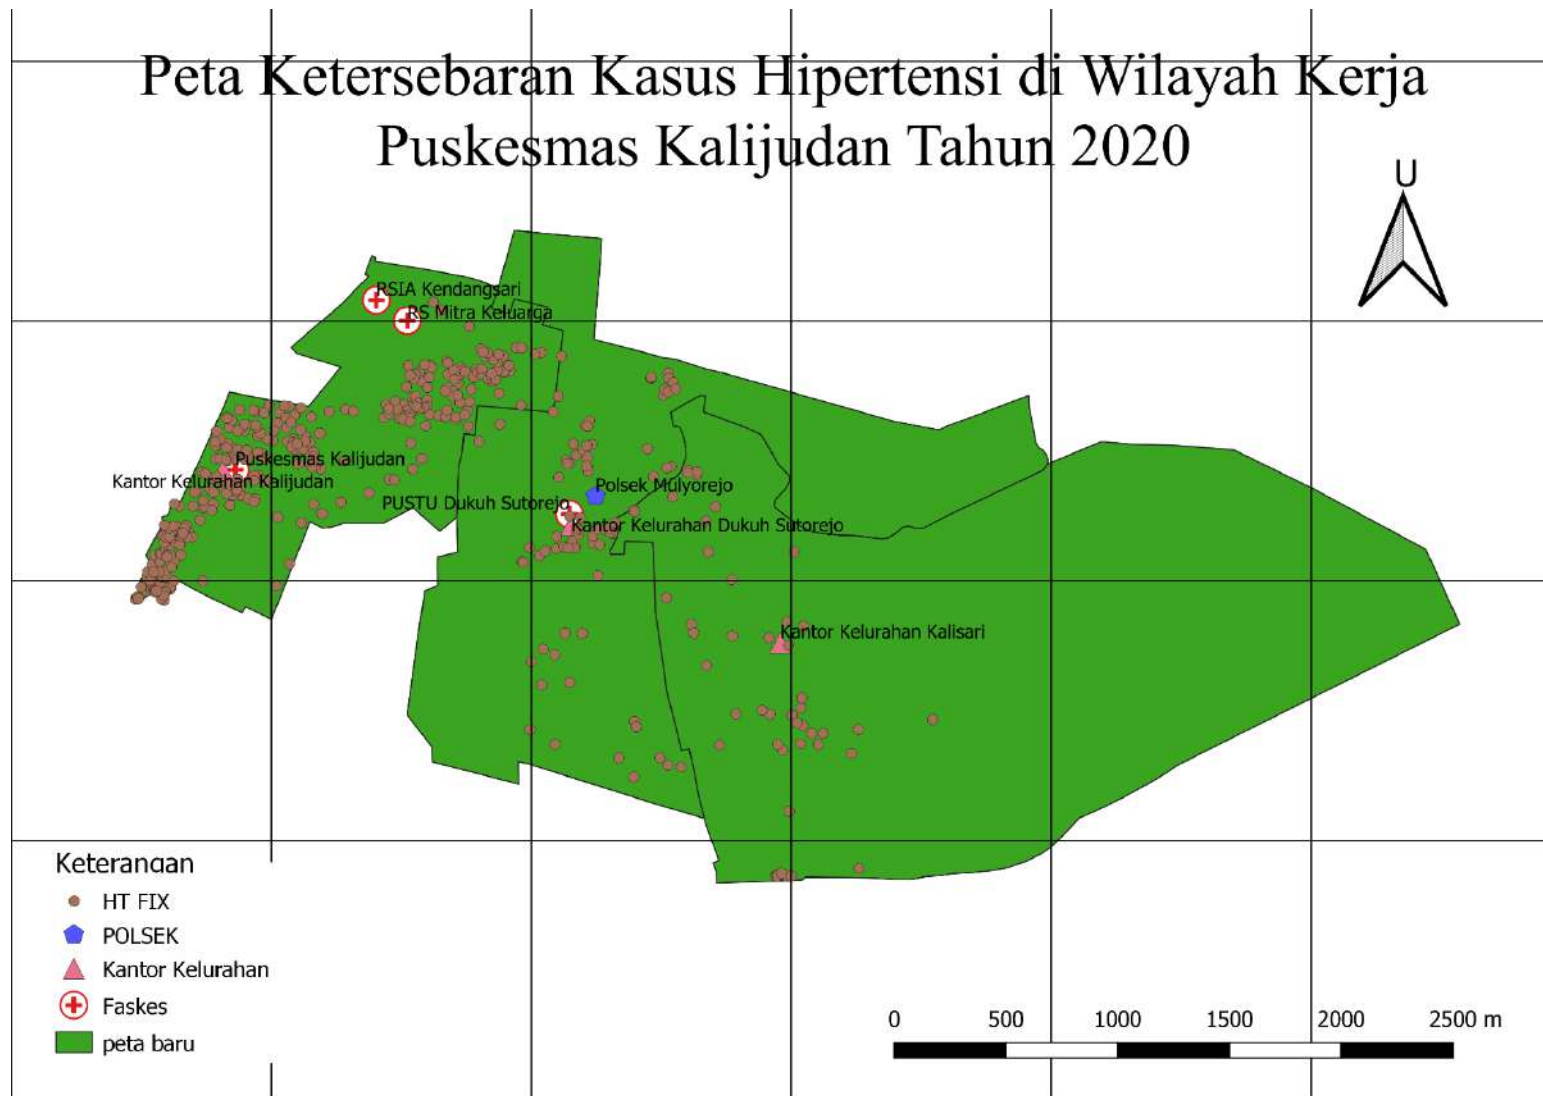 Peta Ketersebaran Kasus Hipertensi di Wilayah Kerja
Puskesmas Kalijudan Tahun 2020
U
RSIA Kendangsari
RS Mitra Keluarga
Puskesmas Kalijudan
Kantor Kelurahan Kalijudan
Polsek Mulyorejo
PUSTU Dukuh Sutorejo
Kantor Kelurahan Dukuh Sutorejo
Kantor Kelurahan Kalisari
Keterangan
HT FIX
POLSEK
Kantor Kelurahan
Faskes
peta baru
0 500 1000 1500 2000 2500 m